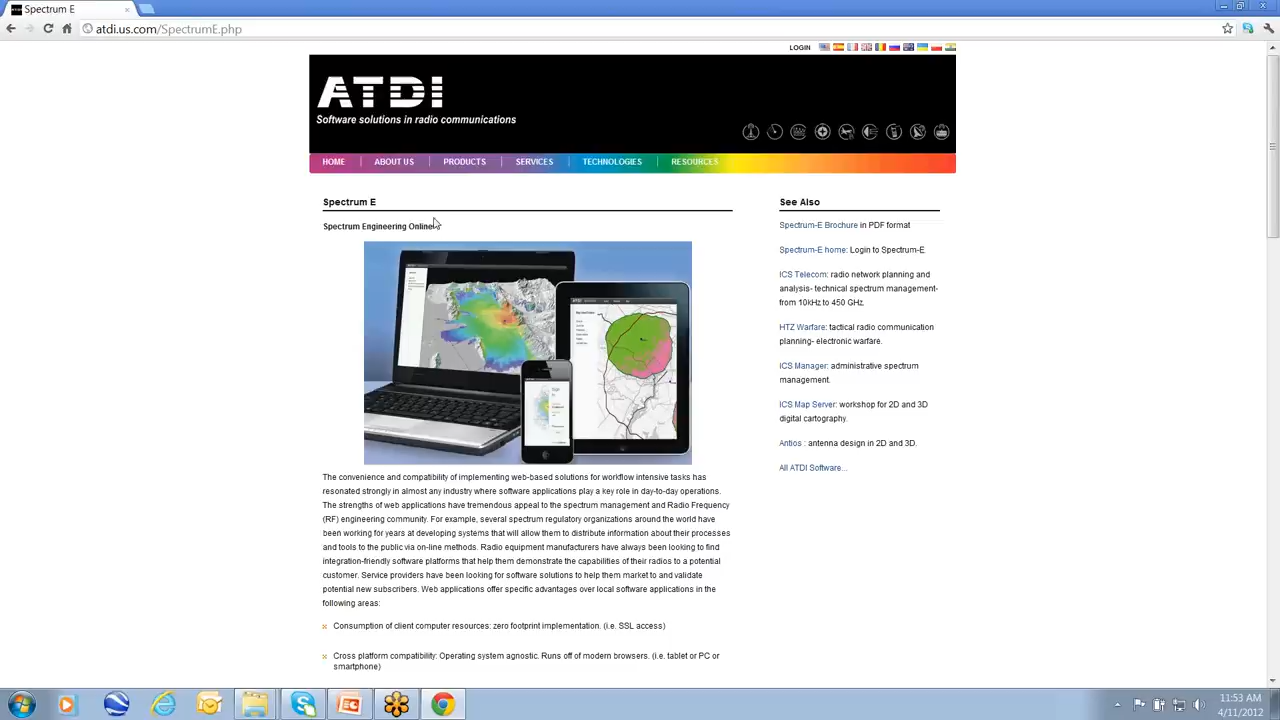 Spectrum E
atdi.us.com/SpectrumE.php
LOGIN
ATDI
Software solutions in radio communications
HOME ABOUT US PRODUCTS SERVICES TECHNOLOGIES RESOURCES
Spectrum E
Spectrum Engineering Online
ATDI
The convenience and compatibility of implementing web-based solutions for workflow intensive tasks has
resonated strongly in almost any industry where software applications play a key role in day-to-day operations.
The strengths of web applications have tremendous appeal to the spectrum management and Radio Frequency
(RF) engineering community. For example, several spectrum regulatory organizations around the world have
been working for years at developing systems that will allow them to distribute information about their processes
and tools to the public via on-line methods. Radio equipment manufacturers have always been looking to find
integration-friendly software platforms that help them demonstrate the capabilities of their radios to a potential
customer. Service providers have been looking for software solutions to help them market to and validate
potential new subscribers. Web applications offer specific advantages over local software applications in the
following areas:
Consumption of client computer resources: zero footprint implementation. (i.e. SSL access)
Cross platform compatibility: Operating system agnostic. Runs off of modern browsers. (i.e. tablet or PC or
smartphone)
See Also
Spectrum-E Brochure in PDF format
Spectrum-E home: Login to Spectrum-E.
ICS Telecom: radio network planning and
analysis- technical spectrum management-
from 10kHz to 450 GHz.
HTZ Warfare: tactical radio communication
planning- electronic warfare.
ICS Manager: administrative spectrum
management.
ICS Map Server: workshop for 2D and 3D
digital cartography.
Antios : antenna design in 2D and 3D.
All ATDI Software...
11:53 AM
4/11/2012